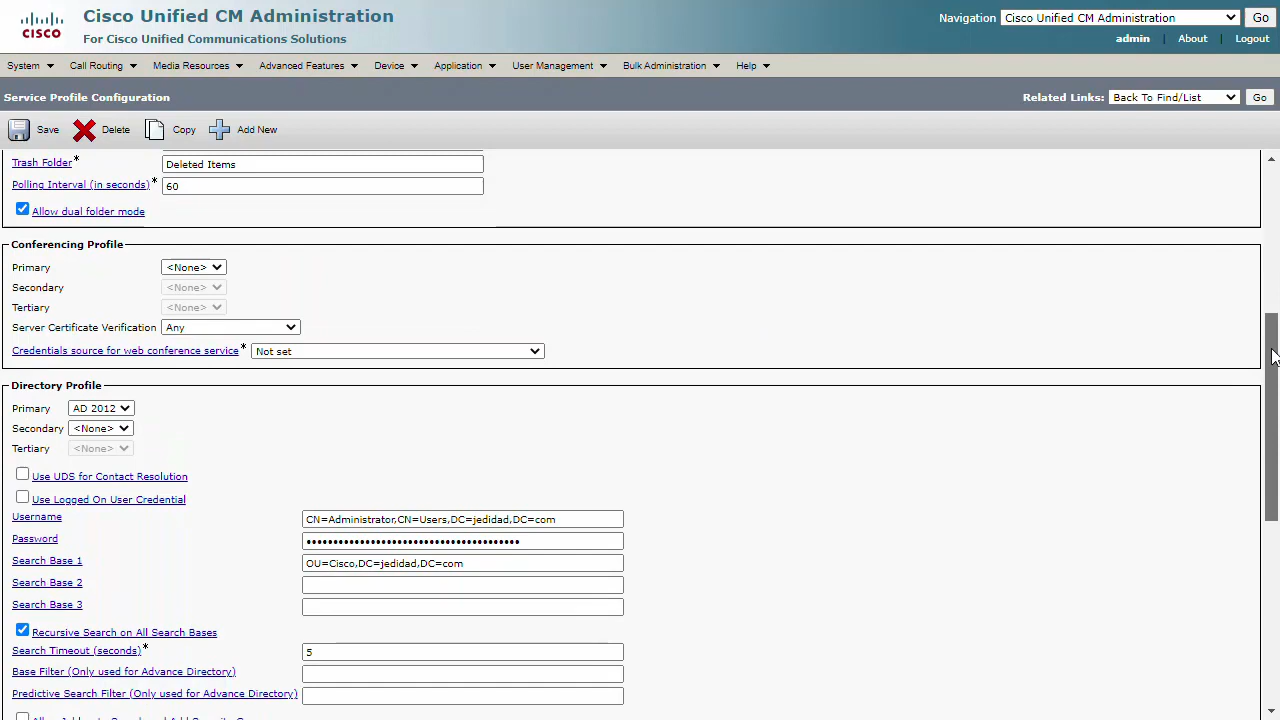 Cisco Unified CM Administration
For Cisco Unified Communications Solutions
CISCO
Navigation Cisco Unified CM Administration Go
admin | About | Logout
System Call Routing Media Resources Advanced Features Device Application User Management Bulk Administration Help
Service Profile Configuration
Related Links: Back To Find/List Go
Save Delete Copy Add New
Trash Folder* Deleted Items
Polling Interval (in seconds)* 60
Allow dual folder mode
Conferencing Profile
Primary <None>
Secondary <None>
Tertiary <None>
Server Certificate Verification Any
Credentials source for web conference service* Not set
Directory Profile
Primary AD 2012
Secondary <None>
Tertiary <None>
Use UDS for Contact Resolution
Use Logged On User Credential
Username CN=Administrator,CN=Users,DC=jedidad,DC=com
Password
Search Base 1 OU=Cisco,DC=jedidad,DC=com
Search Base 2
Search Base 3
Recursive Search on All Search Bases
Search Timeout (seconds)* 5
Base Filter (Only used for Advance Directory)
Predictive Search Filter (Only used for Advance Directory)